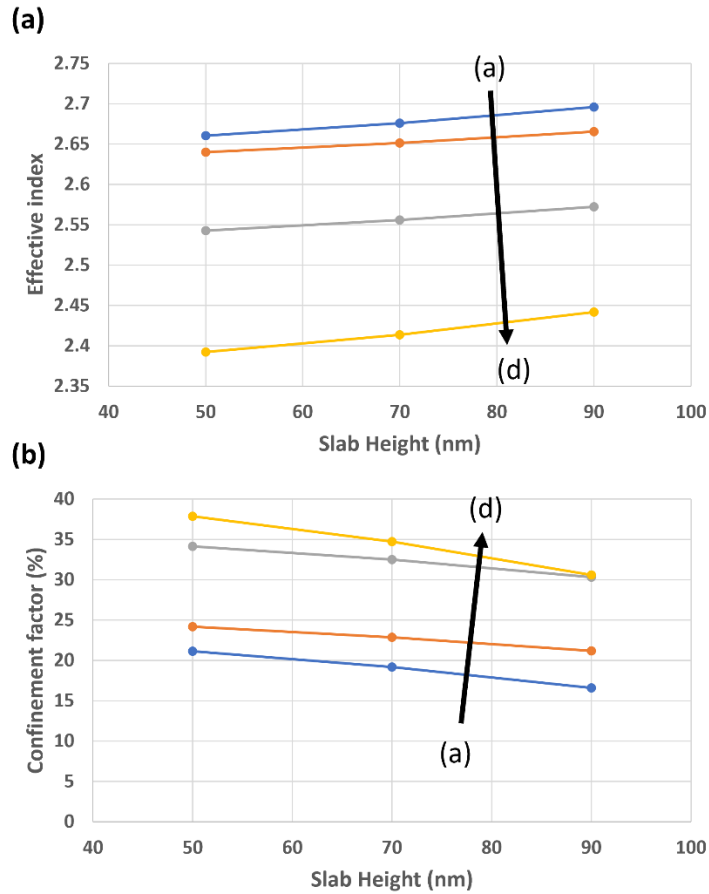 (a)
(a)
2.75
2.7
2.65
2.6
2.55
2.5
2.45
2.4
2.35
Effective index
(d)
40 50 60 70 80 90 100
Slab Height (nm)
(b)
40
35
30
25
20
15
10
5
0
Confinement factor (%)
(d)
(a)
40 50 60 70 80 90 100
Slab Height (nm)